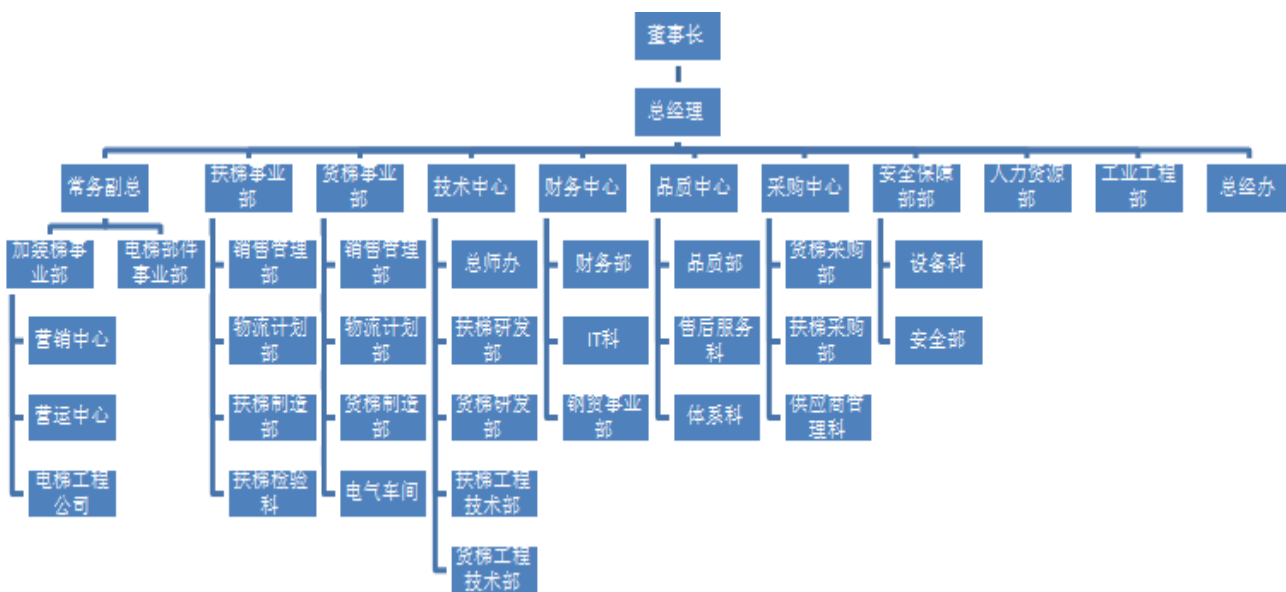 董事长
总经理
常务副总
扶梯事业
部
货梯事业
部
技术中心
财务中心
品质中心
采购中心
安全保障
部部
人力资源
部
工业工程
部
总经办
加装梯事
业部
电梯部件
事业部
销售管理
部
销售管理
部
总师办
财务部
品质部
货梯采购
部
设备科
营销中心
物流计划
部
物流计划
部
扶梯研发
部
IT科
售后服务
科
扶梯采购
部
安全部
营运中心
扶梯制造
部
货梯制造
部
货梯研发
部
钢贸事业
部
体系科
供应商管
理科
电梯工程
公司
扶梯检验
科
电气车间
扶梯工程
技术部
货梯工程
技术部